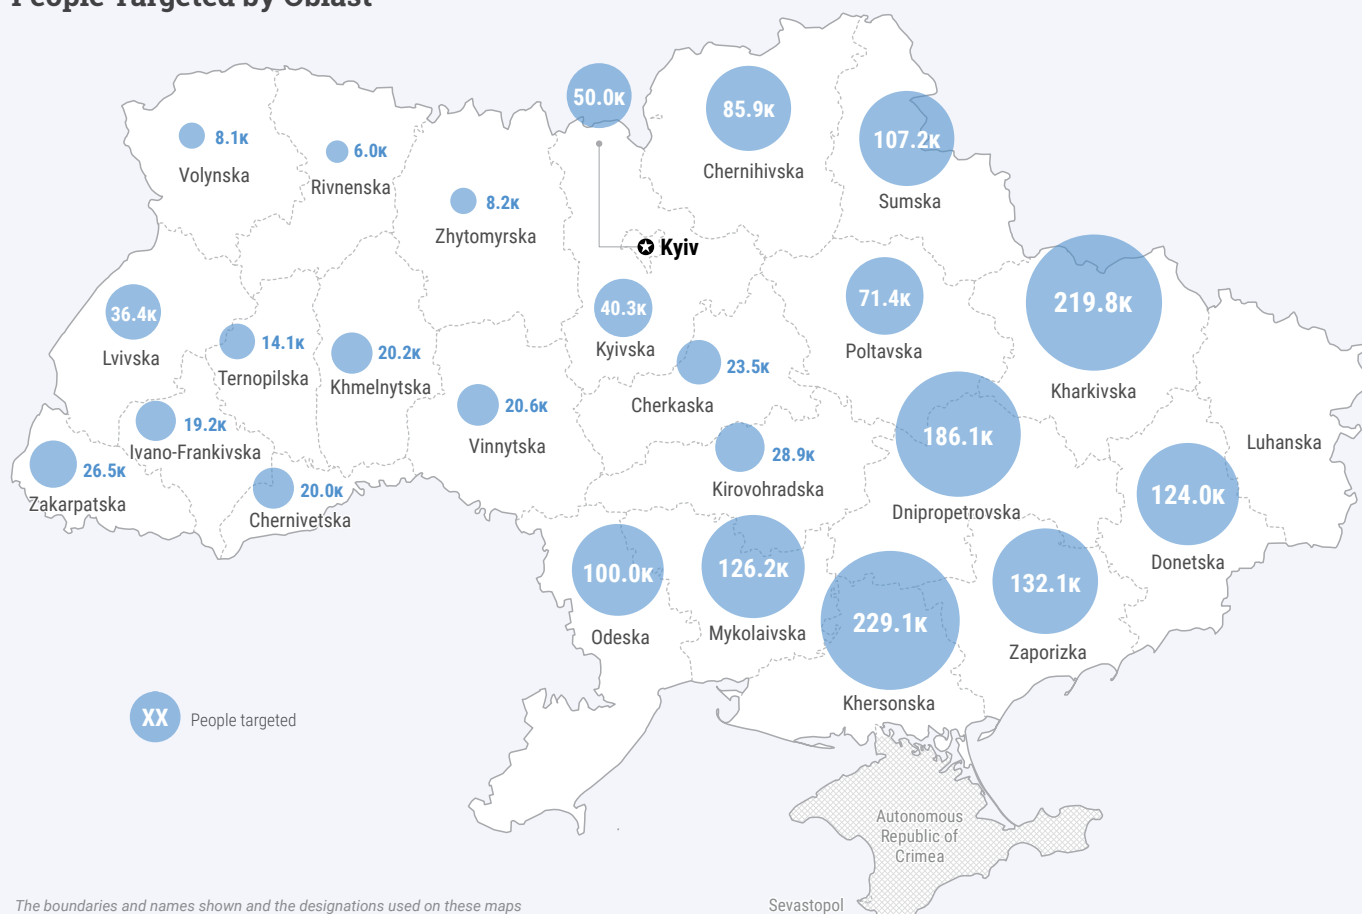 People Targeted by Oblast
50.0K
85.9K
Chernihivska
107.2K
Sumska
8.1K
Volynska
6.0K
Rivnenska
8.2K
Zhytomyrska
Kyiv
219.8K
Kharkivska
36.4K
Lvivska
14.1K
Ternopilska
20.2K
Khmelnytska
40.3K
Kyivska
71.4K
Poltavska
23.5K
Cherkaska
20.6K
Vinnytska
19.2K
Ivano-Frankivska
26.5K
Zakarpatska
20.0K
Chernivetska
28.9K
Kirovohradska
186.1K
Dnipropetrovska
Luhanska
124.0K
Donetska
100.0K
Odeska
126.2K
Mykolaivska
229.1K
Khersonska
132.1K
Zaporizka
XX
People targeted
Autonomous
Republic of
Crimea
Sevastopol
The boundaries and names shown and the designations used on these maps